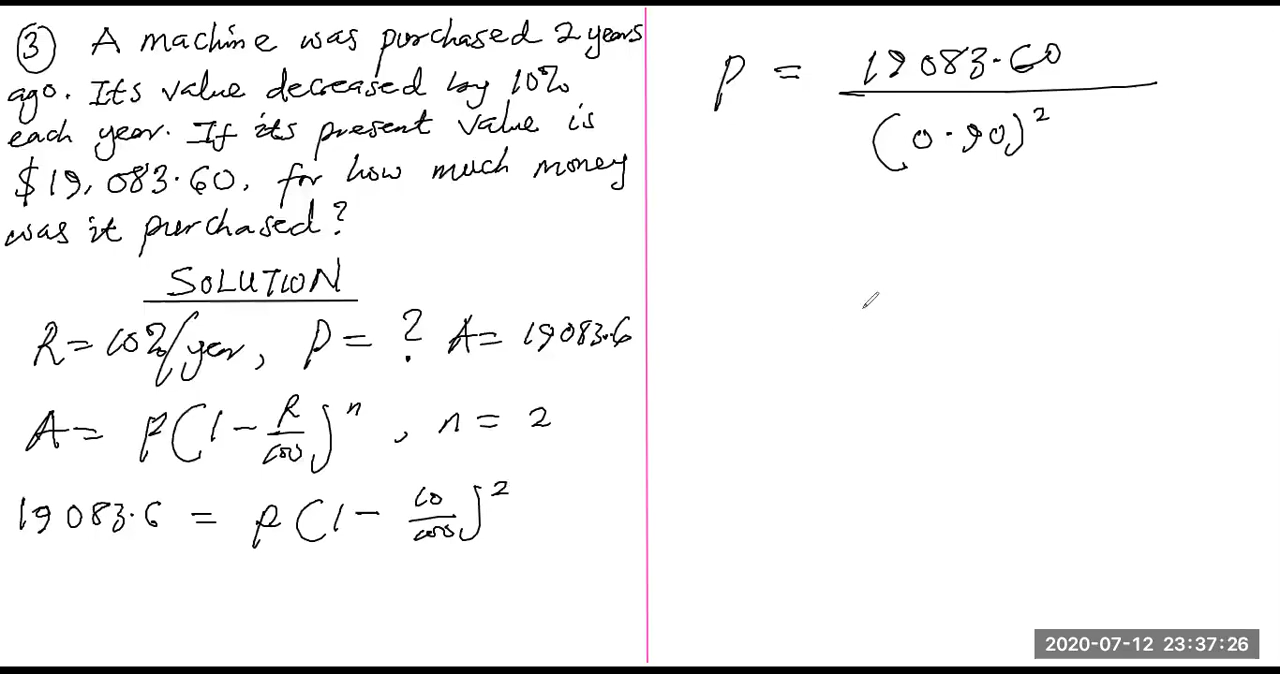 ③ A machine was purchased 2 years
ago. Its value decreased by 10%
each year. If its present value is
$19,083.60, for how much money
was it purchased?
SOLUTION
R = 10%/year, P = ? A = 19083.6
A = P(1 - R/100)^n, n = 2
19083.6 = P(1 - 10/100)^2
P = 19083.60/(0.90)^2
2020-07-12 23:37:26